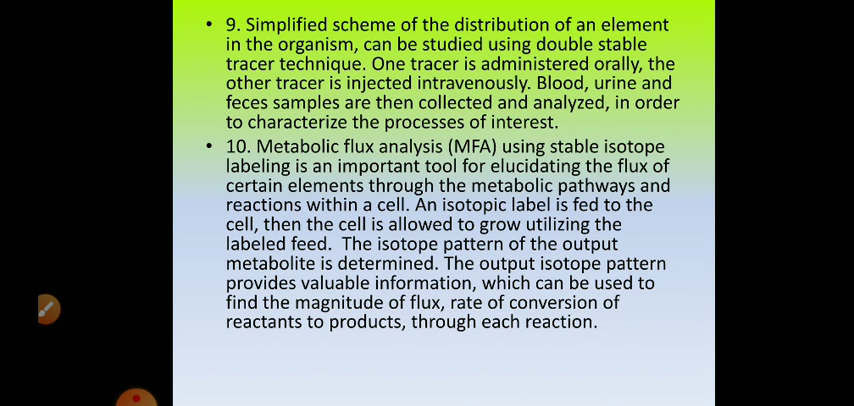 • 9. Simplified scheme of the distribution of an element
in the organism, can be studied using double stable
tracer technique. One tracer is administered orally, the
other tracer is injected intravenously. Blood, urine and
feces samples are then collected and analyzed, in order
to characterize the processes of interest.
• 10. Metabolic flux analysis (MFA) using stable isotope
labeling is an important tool for elucidating the flux of
certain elements through the metabolic pathways and
reactions within a cell. An isotopic label is fed to the
cell, then the cell is allowed to grow utilizing the
labeled feed.  The isotope pattern of the output
metabolite is determined. The output isotope pattern
provides valuable information, which can be used to
find the magnitude of flux, rate of conversion of
reactants to products, through each reaction.